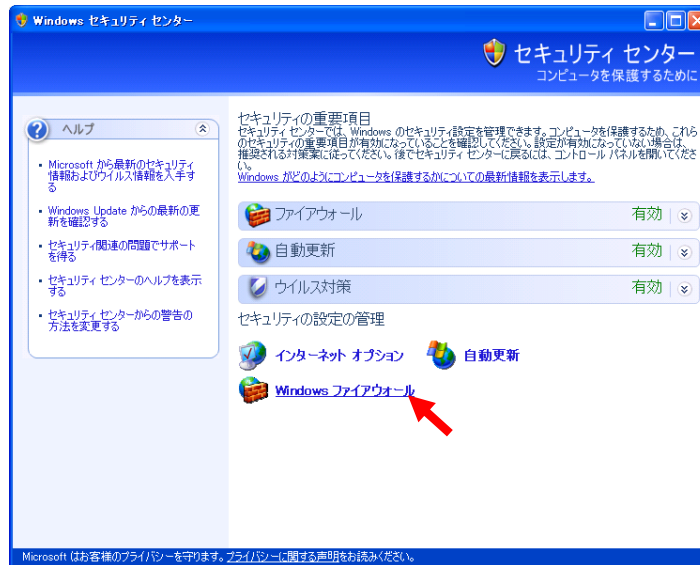 Windows セキュリティ センター
セキュリティ センター
コンピュータを保護するために
ヘルプ
Microsoft から最新のセキュリティ
情報およびウイルス情報を入手す
る
Windows Update からの最新の更
新を確認する
セキュリティ関連の問題でサポート
を得る
セキュリティ センターのヘルプを表示
する
セキュリティ センターからの警告の
方法を変更する
セキュリティの重要項目
セキュリティ センターでは、Windows のセキュリティ設定を管理できます。コンピュータを保護するため、これら
のセキュリティの重要項目が有効になっていることを確認してください。設定が有効になっていない場合は、
推奨される対策案に従ってください。後でセキュリティ センターに戻るには、コントロール パネルを開いてくださ
い。
Windows がどのようにコンピュータを保護するかについての最新情報を表示します。
ファイアウォール 有効
自動更新 有効
ウイルス対策 有効
セキュリティの設定の管理
インターネット オプション 自動更新
Windows ファイアウォール
Microsoft はお客様のプライバシーを守ります。プライバシーに関する声明をお読みください。